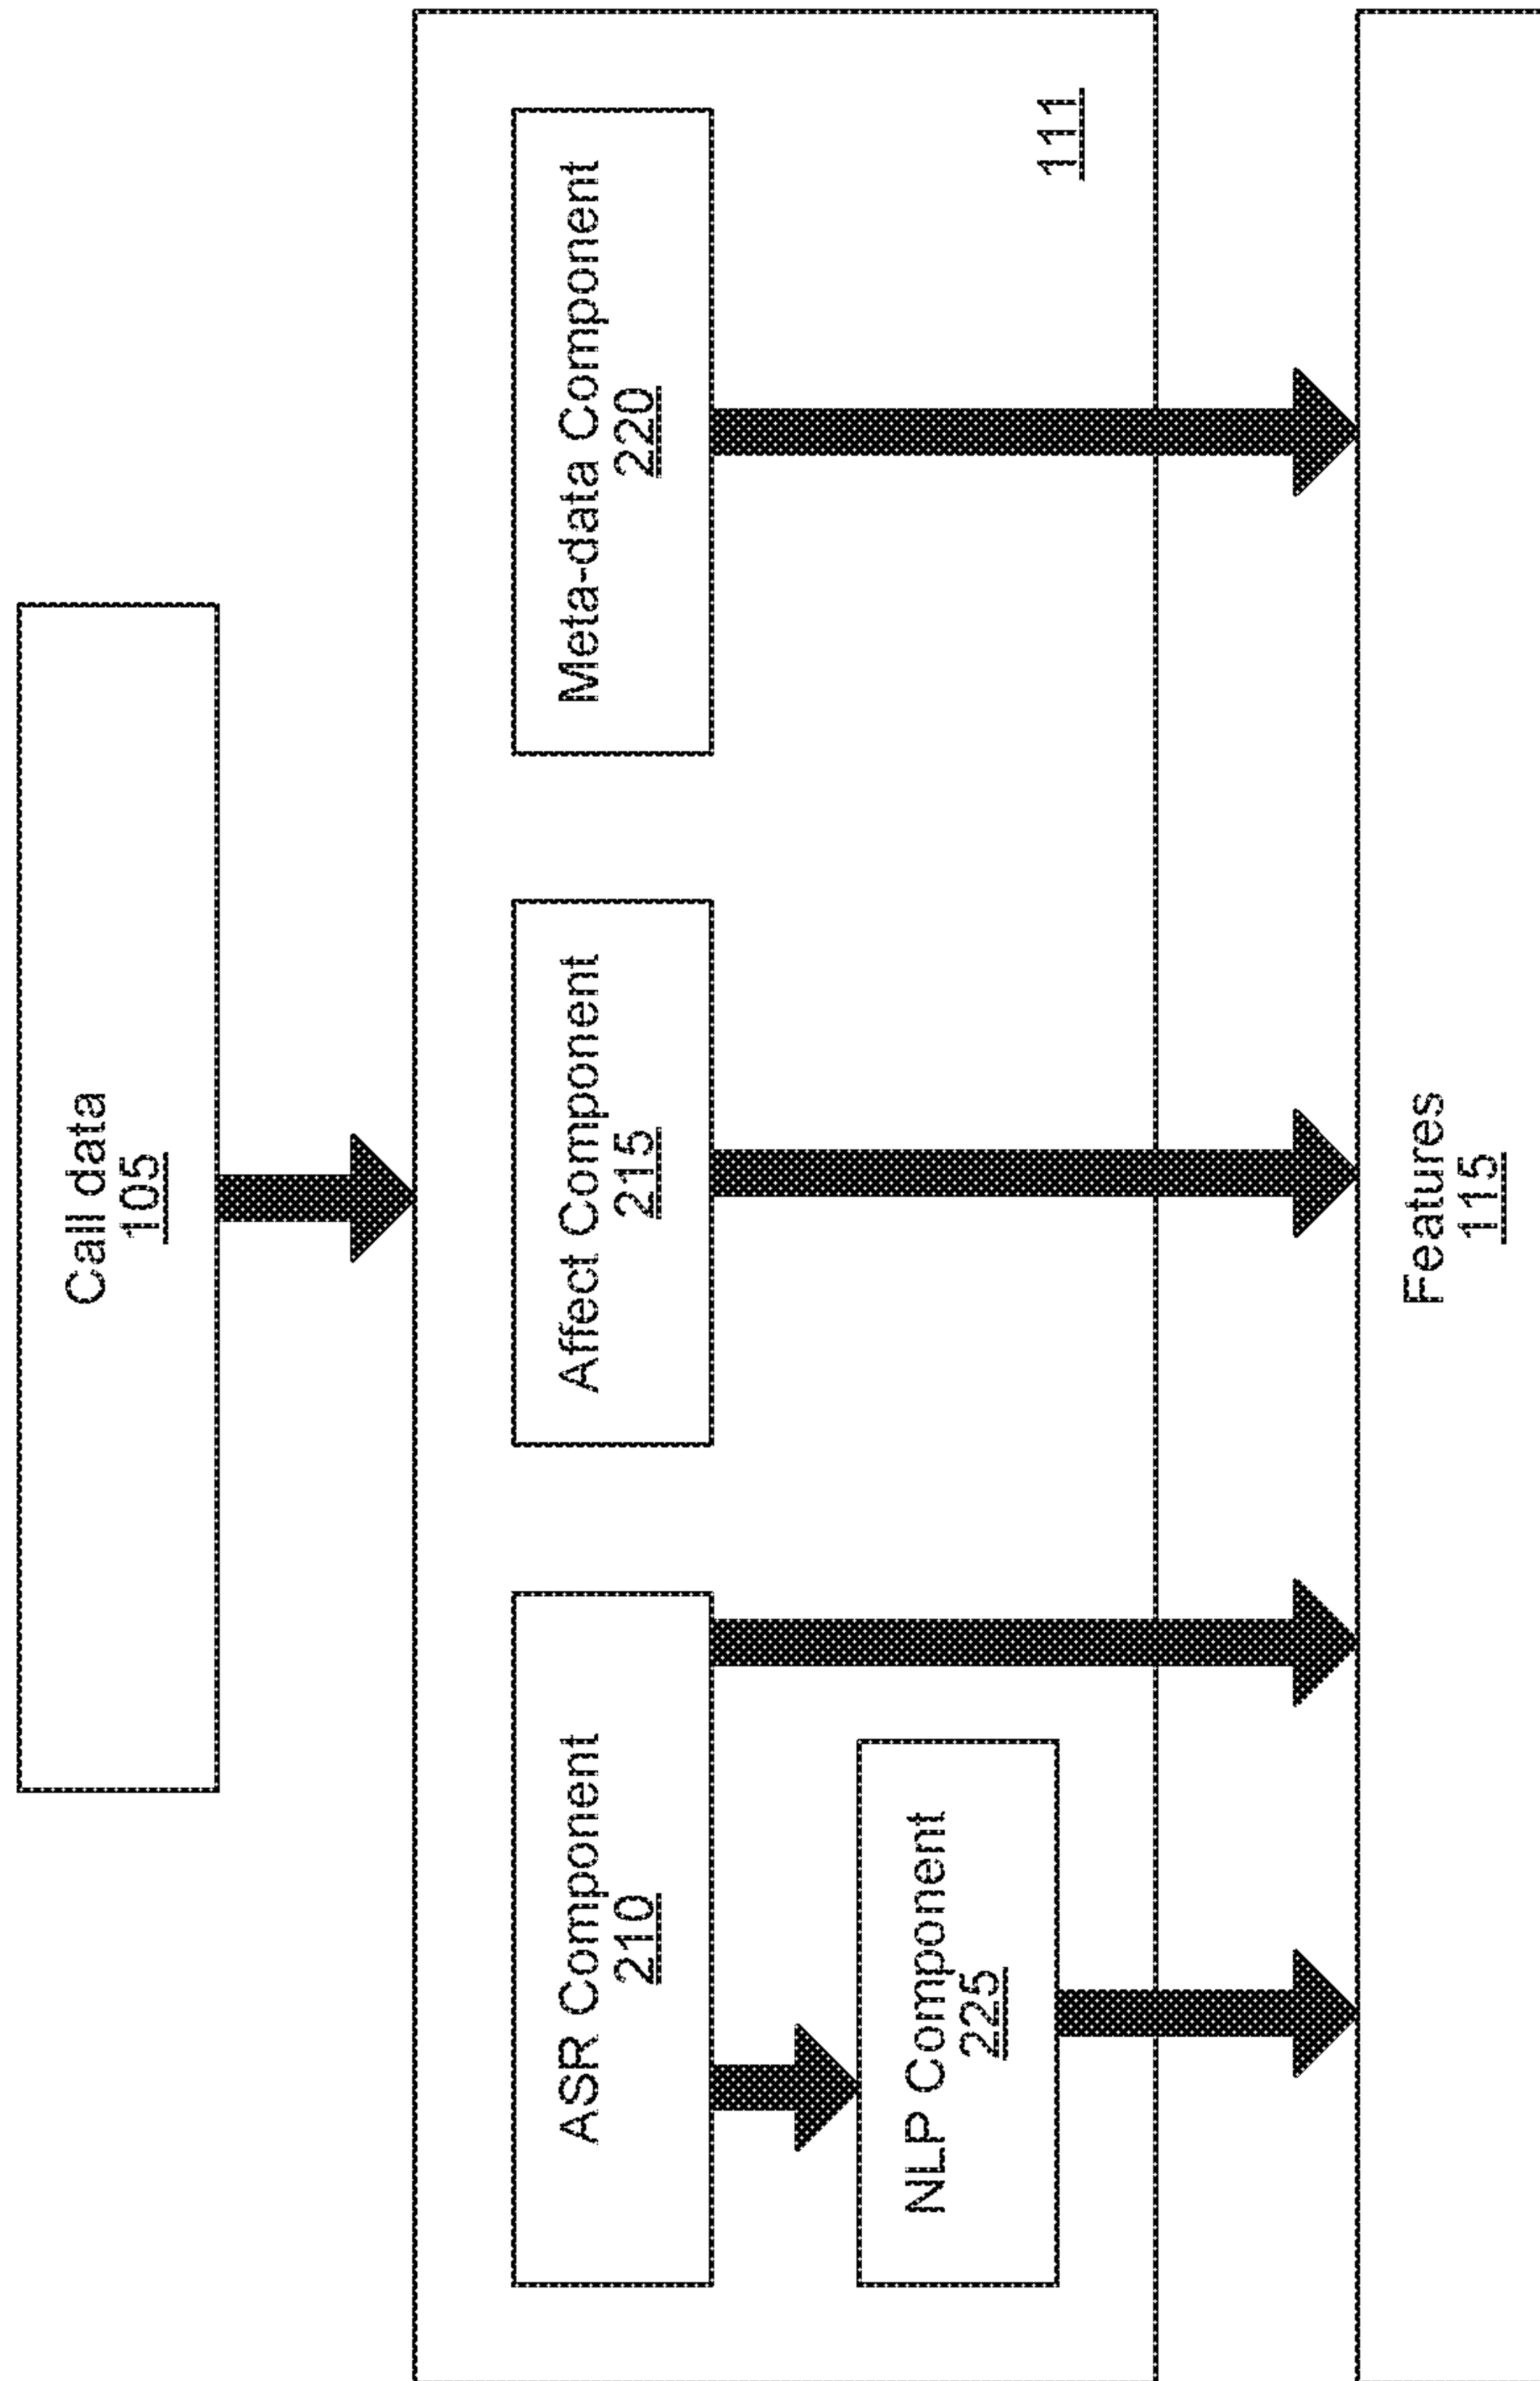 Call data
105
ASR Component
210
Affect Component
215
Meta-data Component
220
NLP Component
225
111
Features
115